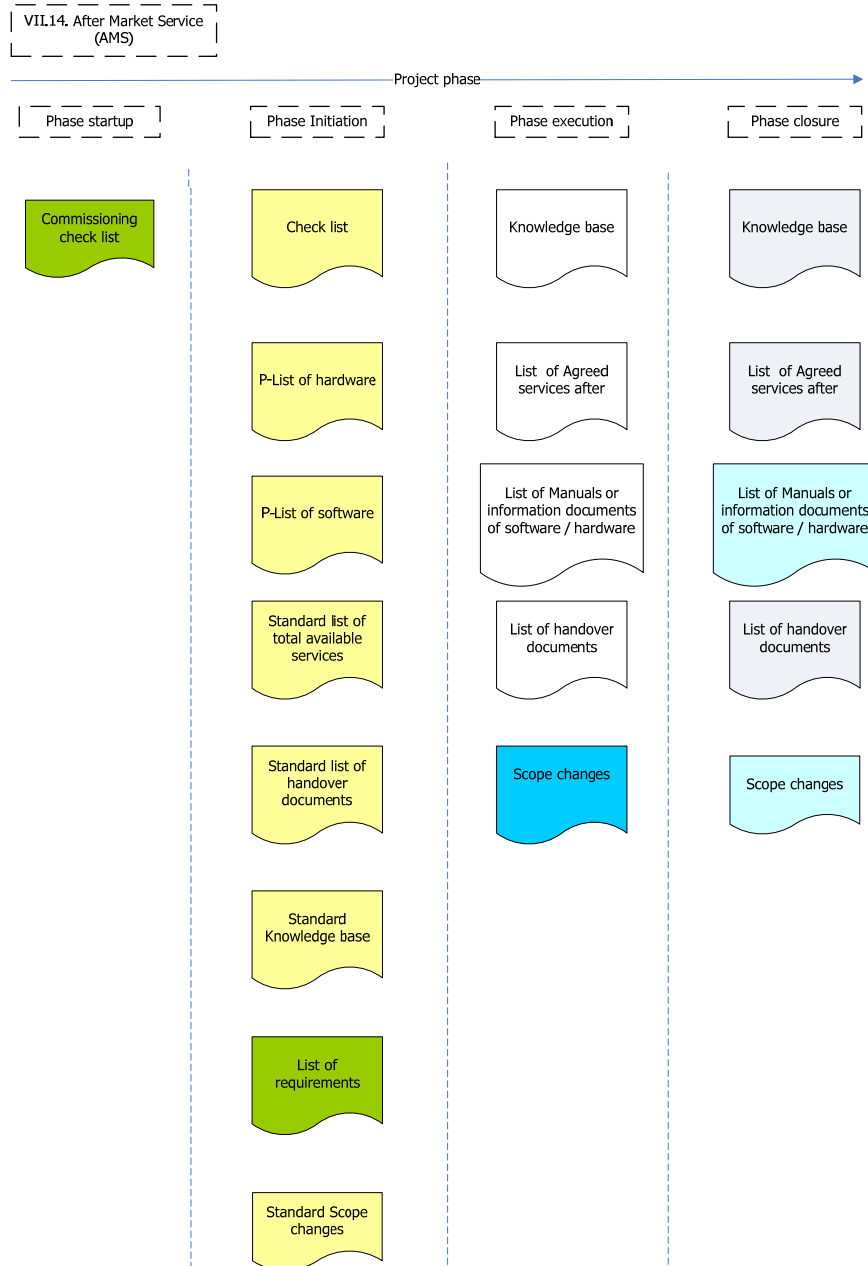 VII.14. After Market Service
(AMS)
Project phase
Phase startup
Phase Initiation
Phase execution
Phase closure
Commissioning
check list
Check list
Knowledge base
Knowledge base
P-List of hardware
List of Agreed
services after
List of Agreed
services after
P-List of software
List of Manuals or
information documents
of software / hardware
List of Manuals or
information documents
of software / hardware
Standard list of
total available
services
List of handover
documents
List of handover
documents
Standard list of
handover
documents
Scope changes
Scope changes
Standard
Knowledge base
List of
requirements
Standard Scope
changes